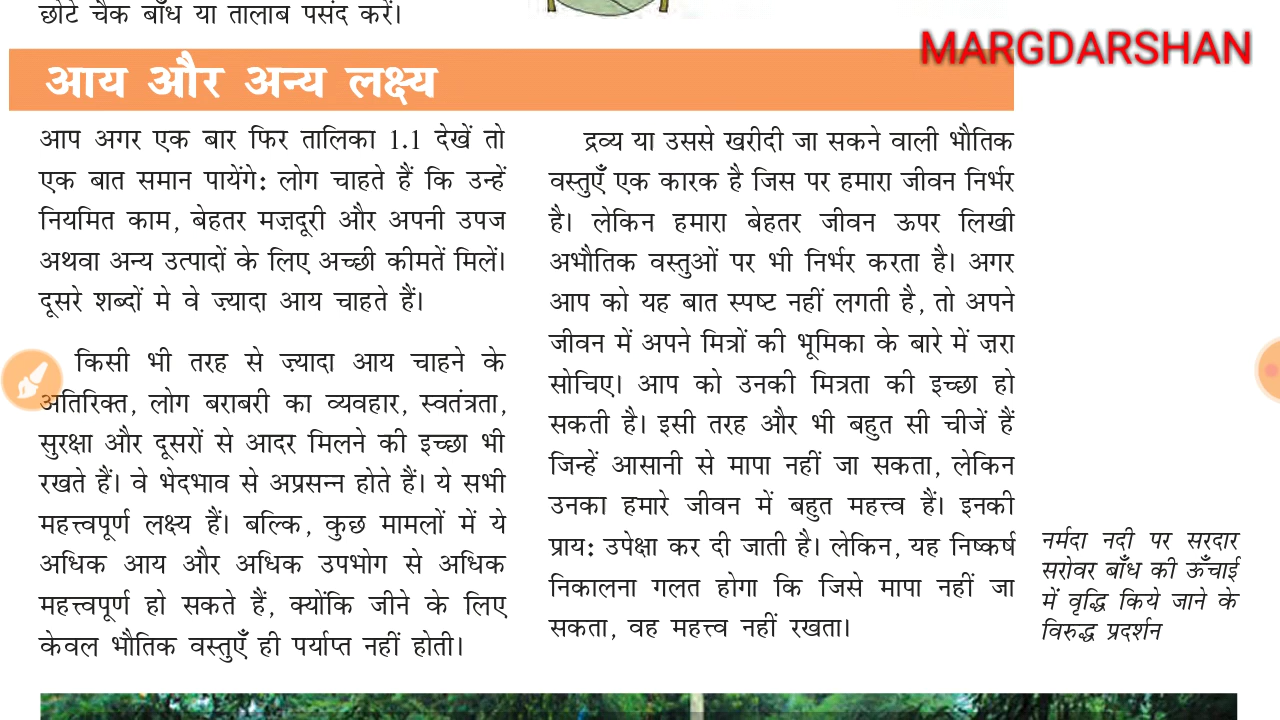 छोटे चैक बाँध या तालाब पसंद करें।
MARGDARSHAN
आय और अन्य लक्ष्य
आप अगर एक बार फिर तालिका 1.1 देखें तो
एक बात समान पायेंगे: लोग चाहते हैं कि उन्हें
नियमित काम, बेहतर मज़दूरी और अपनी उपज
अथवा अन्य उत्पादों के लिए अच्छी कीमतें मिलें।
दूसरे शब्दों मे वे ज़्यादा आय चाहते हैं।
किसी भी तरह से ज़्यादा आय चाहने के
अतिरिक्त, लोग बराबरी का व्यवहार, स्वतंत्रता,
सुरक्षा और दूसरों से आदर मिलने की इच्छा भी
रखते हैं। वे भेदभाव से अप्रसन्न होते हैं। ये सभी
महत्त्वपूर्ण लक्ष्य हैं। बल्कि, कुछ मामलों में ये
अधिक आय और अधिक उपभोग से अधिक
महत्त्वपूर्ण हो सकते हैं, क्योंकि जीने के लिए
केवल भौतिक वस्तुएँ ही पर्याप्त नहीं होती।
द्रव्य या उससे खरीदी जा सकने वाली भौतिक
वस्तुएँ एक कारक है जिस पर हमारा जीवन निर्भर
है। लेकिन हमारा बेहतर जीवन ऊपर लिखी
अभौतिक वस्तुओं पर भी निर्भर करता है। अगर
आप को यह बात स्पष्ट नहीं लगती है, तो अपने
जीवन में अपने मित्रों की भूमिका के बारे में ज़रा
सोचिए। आप को उनकी मित्रता की इच्छा हो
सकती है। इसी तरह और भी बहुत सी चीजें हैं
जिन्हें आसानी से मापा नहीं जा सकता, लेकिन
उनका हमारे जीवन में बहुत महत्त्व हैं। इनकी
प्राय: उपेक्षा कर दी जाती है। लेकिन, यह निष्कर्ष
निकालना गलत होगा कि जिसे मापा नहीं जा
सकता, वह महत्त्व नहीं रखता।
नर्मदा नदी पर सरदार
सरोवर बाँध की ऊँचाई
में वृद्धि किये जाने के
विरुद्ध प्रदर्शन